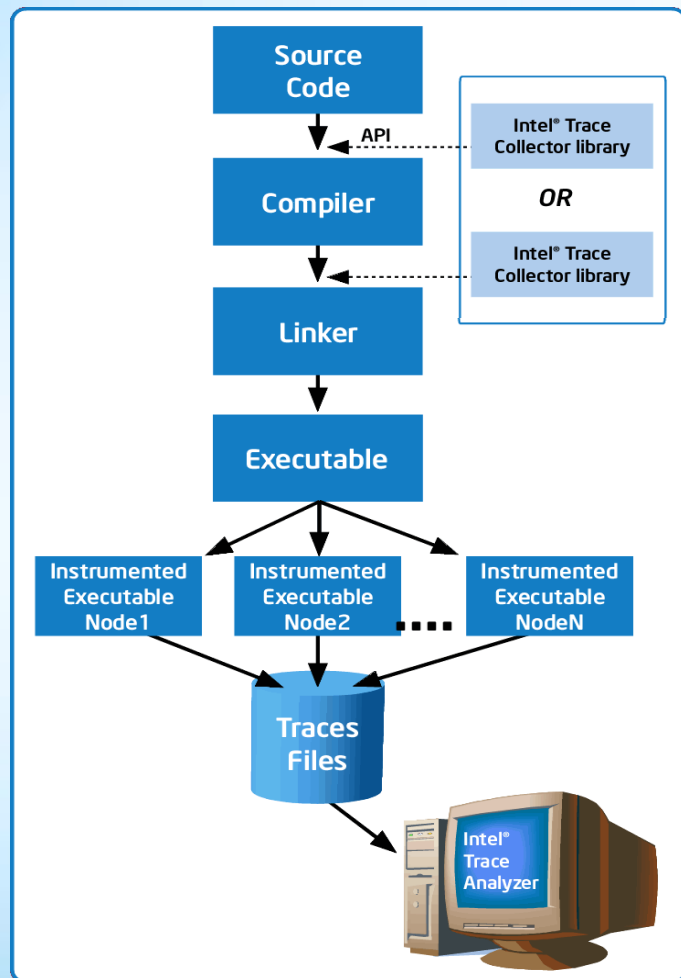 Source
Code
API
Intel® Trace
Collector library
OR
Compiler
Intel® Trace
Collector library
Linker
Executable
Instrumented
Executable
Node1
Instrumented
Executable
Node2
....
Instrumented
Executable
NodeN
Traces
Files
Intel®
Trace
Analyzer